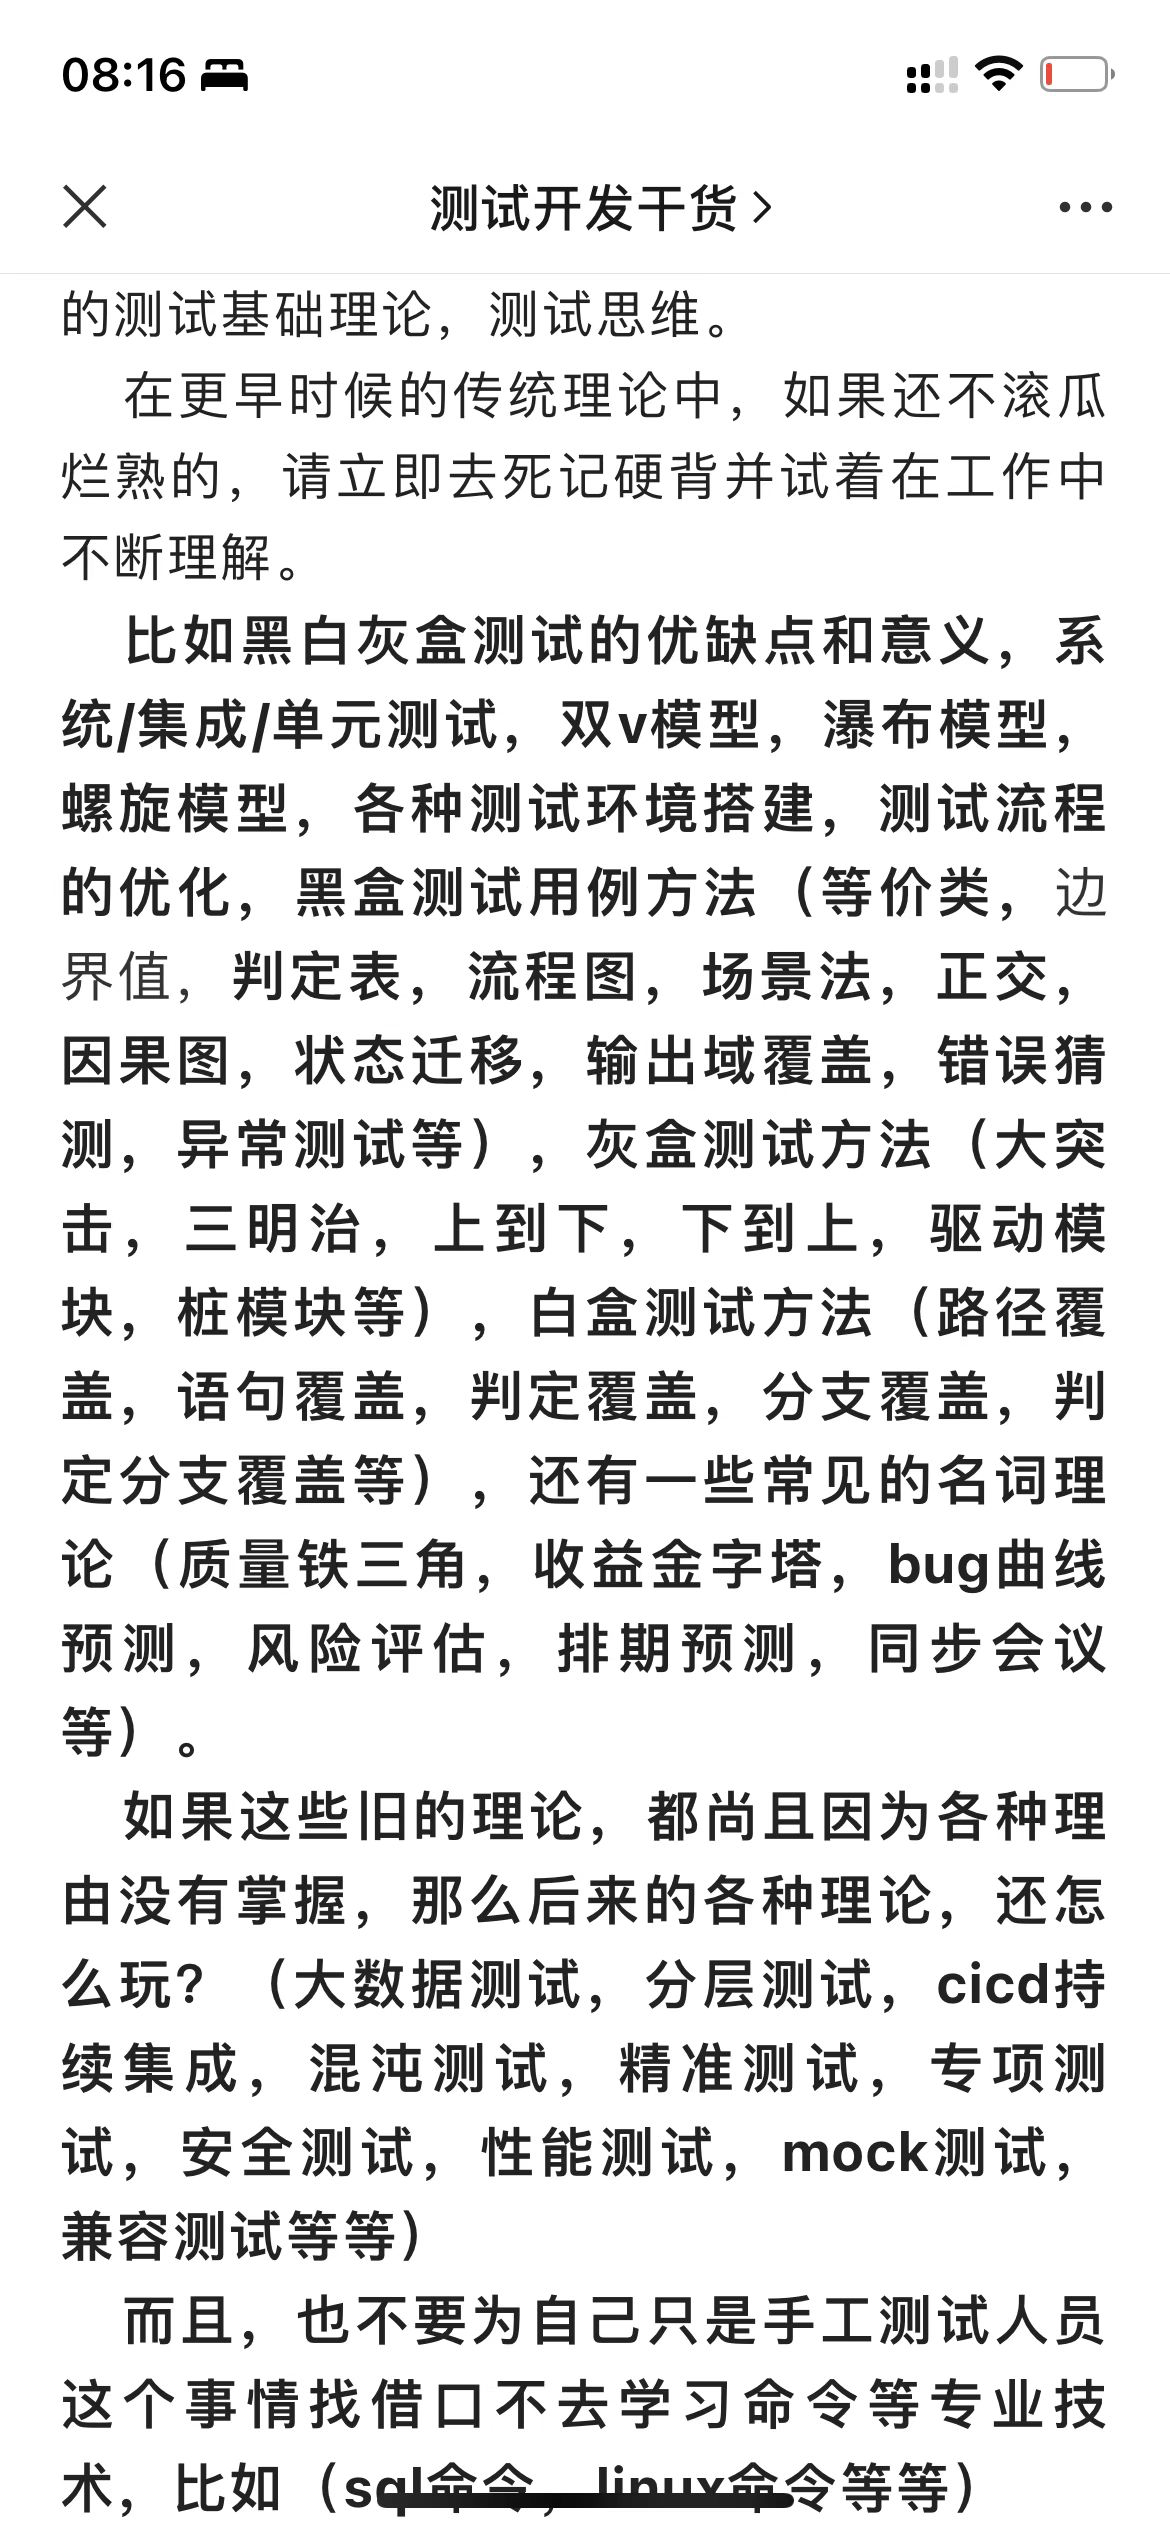 08:16
测试开发干货
的测试基础理论，测试思维。
在更早时候的传统理论中，如果还不滚瓜
烂熟的，请立即去死记硬背并试着在工作中
不断理解。
比如黑白灰盒测试的优缺点和意义，系
统/集成/单元测试，双v模型，瀑布模型，
螺旋模型，各种测试环境搭建，测试流程
的优化，黑盒测试用例方法（等价类，边
界值，判定表，流程图，场景法，正交，
因果图，状态迁移，输出域覆盖，错误猜
测，异常测试等），灰盒测试方法（大突
击，三明治，上到下，下到上，驱动模
块，桩模块等），白盒测试方法（路径覆
盖，语句覆盖，判定覆盖，分支覆盖，判
定分支覆盖等），还有一些常见的名词理
论（质量铁三角，收益金字塔，bug曲线
预测，风险评估，排期预测，同步会议
等）。
如果这些旧的理论，都尚且因为各种理
由没有掌握，那么后来的各种理论，还怎
么玩？（大数据测试，分层测试，cicd持
续集成，混沌测试，精准测试，专项测
试，安全测试，性能测试，mock测试，
兼容测试等等）
而且，也不要为自己只是手工测试人员
这个事情找借口不去学习命令等专业技
术，比如（sql命令，linux命令等等）